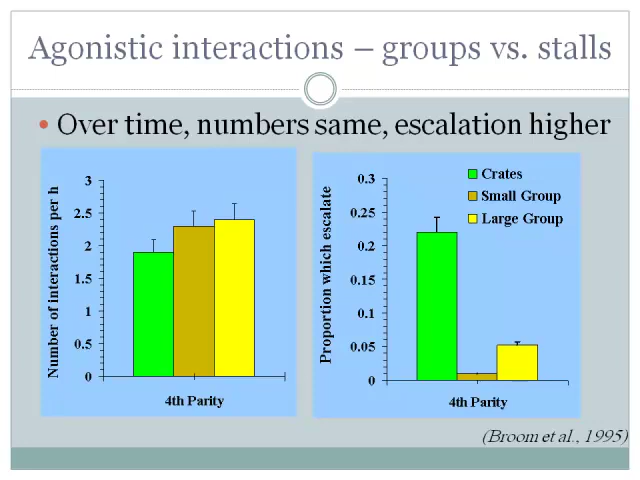 Agonistic interactions – groups vs. stalls
• Over time, numbers same, escalation higher
Number of interactions per h
3
2.5
2
1.5
1
0.5
0
4th Parity
Proportion which escalate
0.3
0.25
0.2
0.15
0.1
0.05
0
Crates
Small Group
Large Group
4th Parity
(Broom et al., 1995)